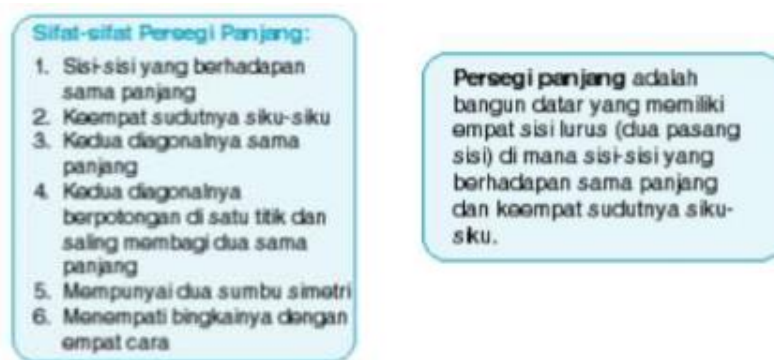 Sifat-sifat Persegi Panjang:
1. Sisi-sisi yang berhadapan
sama panjang
2. Keempat sudutnya siku-siku
3. Kedua diagonalnya sama
panjang
4. Kedua diagonalnya
berpotongan di satu titik dan
saling membagi dua sama
panjang
5. Mempunyai dua sumbu simetri
6. Menempati bingkainya dengan
empat cara
Persegi panjang adalah
bangun datar yang memiliki
empat sisi lurus (dua pasang
sisi) di mana sisi-sisi yang
berhadapan sama panjang
dan keempat sudutnya siku-
siku.